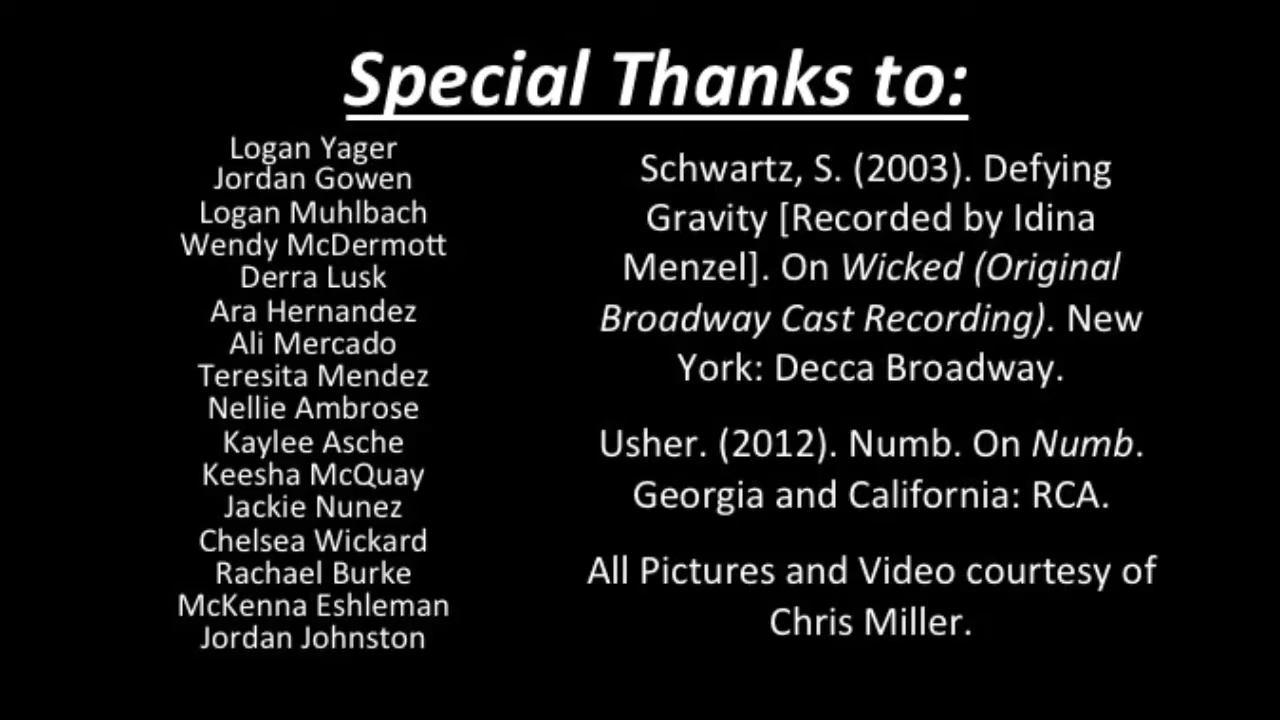 Special Thanks to:
Logan Yager
Jordan Gowen
Logan Muhlbach
Wendy McDermott
Derra Lusk
Ara Hernandez
Ali Mercado
Teresita Mendez
Nellie Ambrose
Kaylee Asche
Keesha McQuay
Jackie Nunez
Chelsea Wickard
Rachael Burke
McKenna Eshleman
Jordan Johnston
Schwartz, S. (2003). Defying
Gravity [Recorded by Idina
Menzel]. On Wicked (Original
Broadway Cast Recording). New
York: Decca Broadway.
Usher. (2012). Numb. On Numb.
Georgia and California: RCA.
All Pictures and Video courtesy of
Chris Miller.